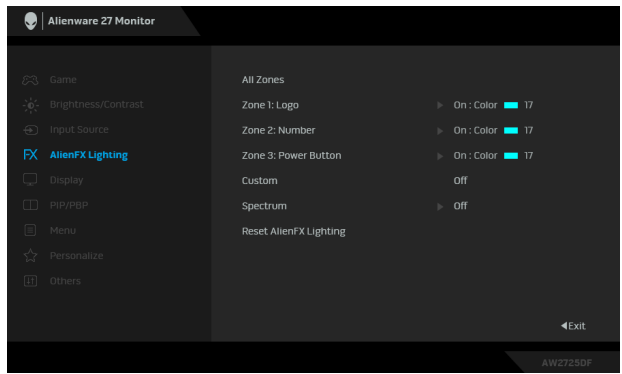 Alienware 27 Monitor
Game
Brightness/Contrast
Input Source
FX AlienFX Lighting
Display
PIP/PBP
Menu
Personalize
Others
All Zones
Zone 1: Logo On : Color 17
Zone 2: Number On : Color 17
Zone 3: Power Button On : Color 17
Custom Off
Spectrum Off
Reset AlienFX Lighting
Exit
AW2725DF